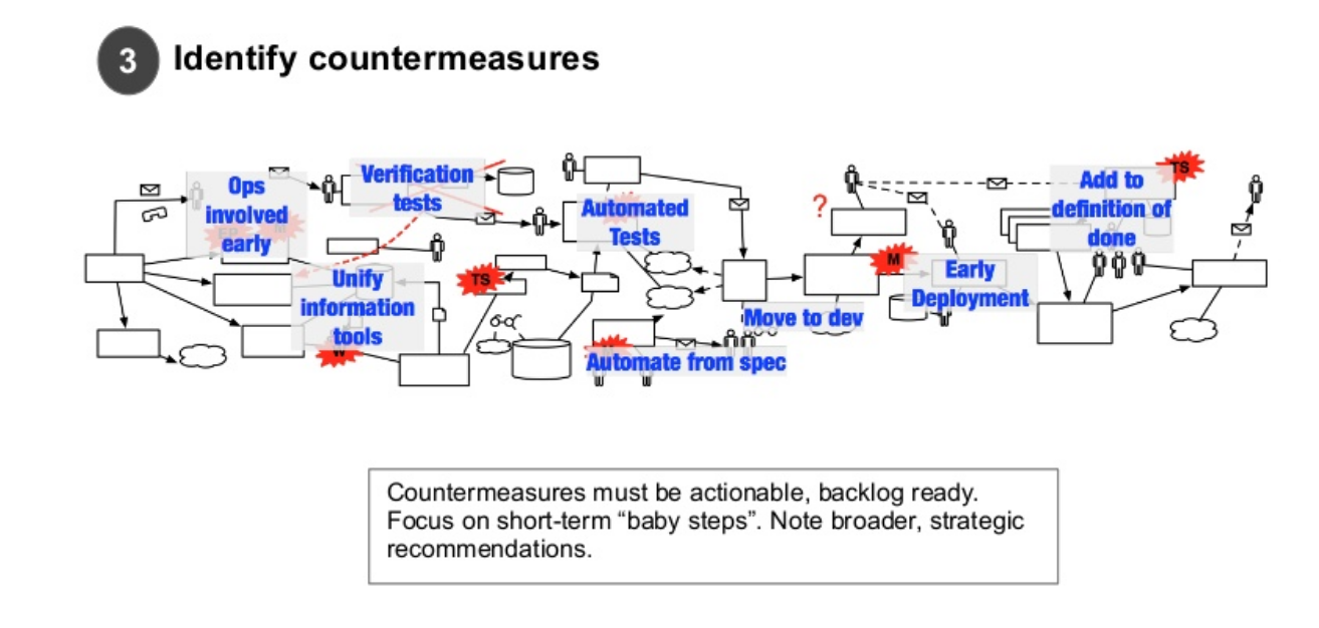 3 Identify countermeasures
Ops
involved
early
Verification
tests
Unify
information
tools
TS
Automated
Tests
Move to dev
Automate from spec
?
M
Early
Deployment
Add to
definition of
done
TS
Countermeasures must be actionable, backlog ready.
Focus on short-term “baby steps”. Note broader, strategic
recommendations.